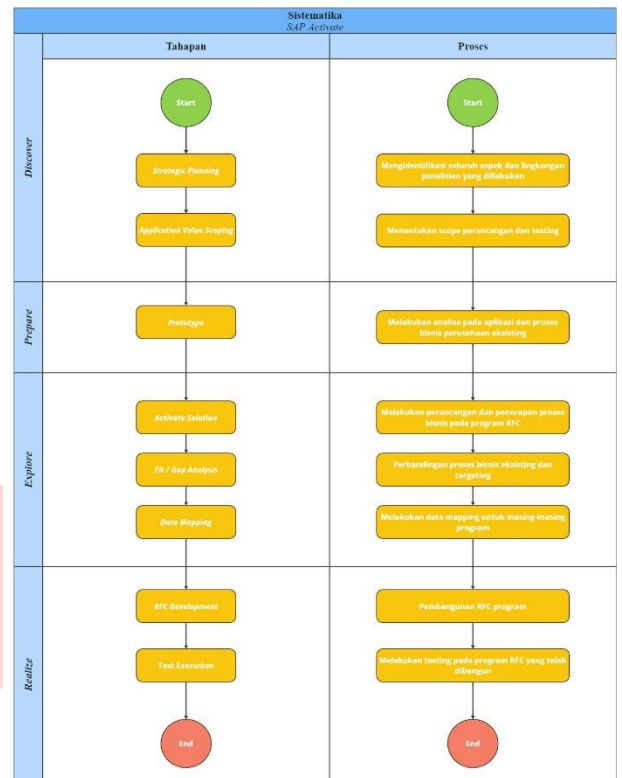 Sistematika
SAP Activate
Tahapan
Proses
Discover
Start
Start
Strategic Planning
Mengidentifikasi seluruh aspek dan lingkungan
penelitian yang dillakukan
Application Value Scoping
Menentukan scope perancangan dan testing
Prepare
Prototype
Melakukan analisa pada aplikasi dan proses
bisnis perusahaan eksisting
Explore
Activate Solution
Melakukan perancangan dan penerapan proses
bisnis pada program RFC
Fit / Gap Analysis
Perbandingan proses bisnis eksisting dan
targeting
Data Mapping
Melakukan data mapping untuk masing-masing
program
Realize
RFC Development
Pembangunan RFC program
Test Execution
Melakukan testing pada program RFC yang telah
dibangun
End
End